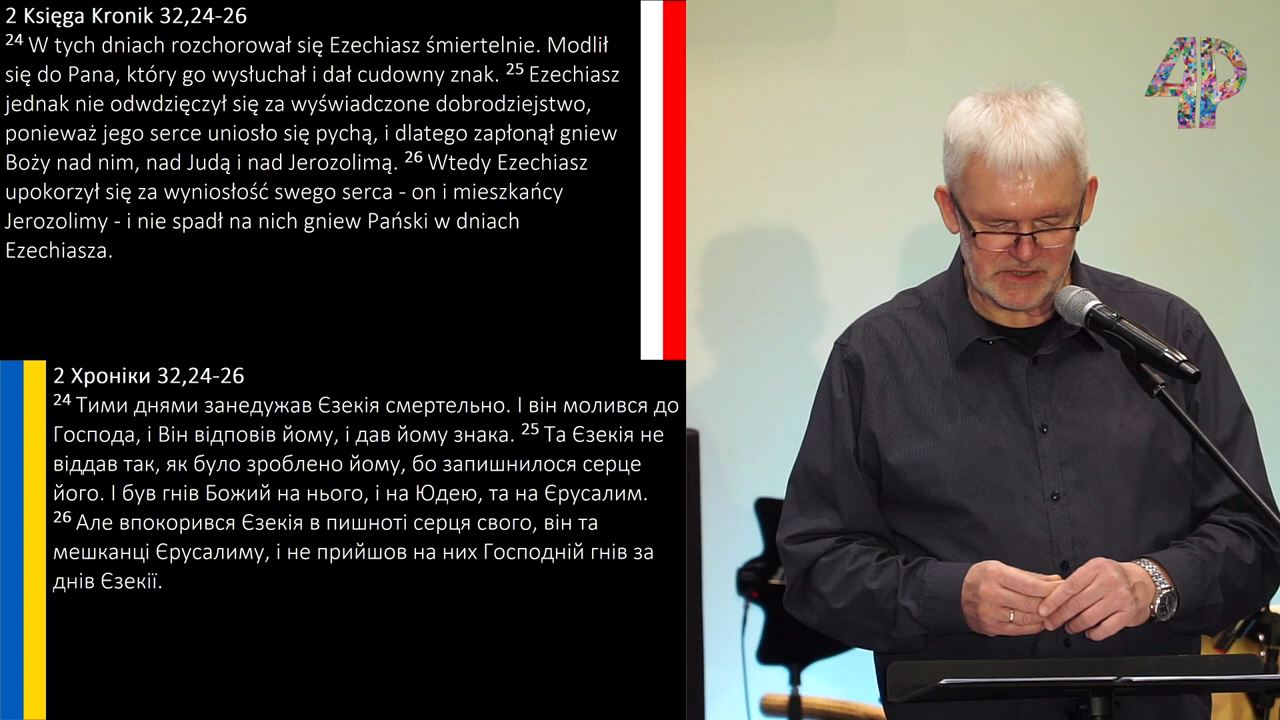 2 Księga Kronik 32,24-26
24 W tych dniach rozchorował się Ezechiasz śmiertelnie. Modlił
się do Pana, który go wysłuchał i dał cudowny znak. 25 Ezechiasz
jednak nie odwdzięczył się za wyświadczone dobrodziejstwo,
ponieważ jego serce uniosło się pychą, i dlatego zapłonął gniew
Boży nad nim, nad Judą i nad Jerozolimą. 26 Wtedy Ezechiasz
upokorzył się za wyniosłość swego serca - on i mieszkańcy
Jerozolimy - i nie spadł na nich gniew Pański w dniach
Ezechiasza.
2 Хроніки 32,24-26
24 Тими днями занедужав Єзекія смертельно. І він молився до
Господа, і Він відповів йому, і дав йому знака. 25 Та Єзекія не
віддав так, як було зроблено йому, бо запишнилося серце
його. І був гнів Божий на нього, і на Юдею, та на Єрусалим.
26 Але впокорився Єзекія в пишноті серця свого, він та
мешканці Єрусалиму, і не прийшов на них Господній гнів за
днів Єзекії.
4P